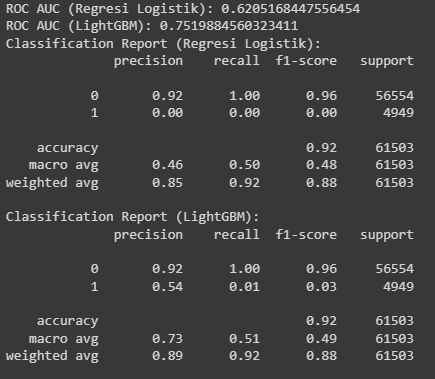 ROC AUC (Regresi Logistik): 0.6205168447556454
ROC AUC (LightGBM): 0.7519884560323411
Classification Report (Regresi Logistik):
precision recall f1-score support
0 0.92 1.00 0.96 56554
1 0.00 0.00 0.00 4949
accuracy 0.92 61503
macro avg 0.46 0.50 0.48 61503
weighted avg 0.85 0.92 0.88 61503
Classification Report (LightGBM):
precision recall f1-score support
0 0.92 1.00 0.96 56554
1 0.54 0.01 0.03 4949
accuracy 0.92 61503
macro avg 0.73 0.51 0.49 61503
weighted avg 0.89 0.92 0.88 61503